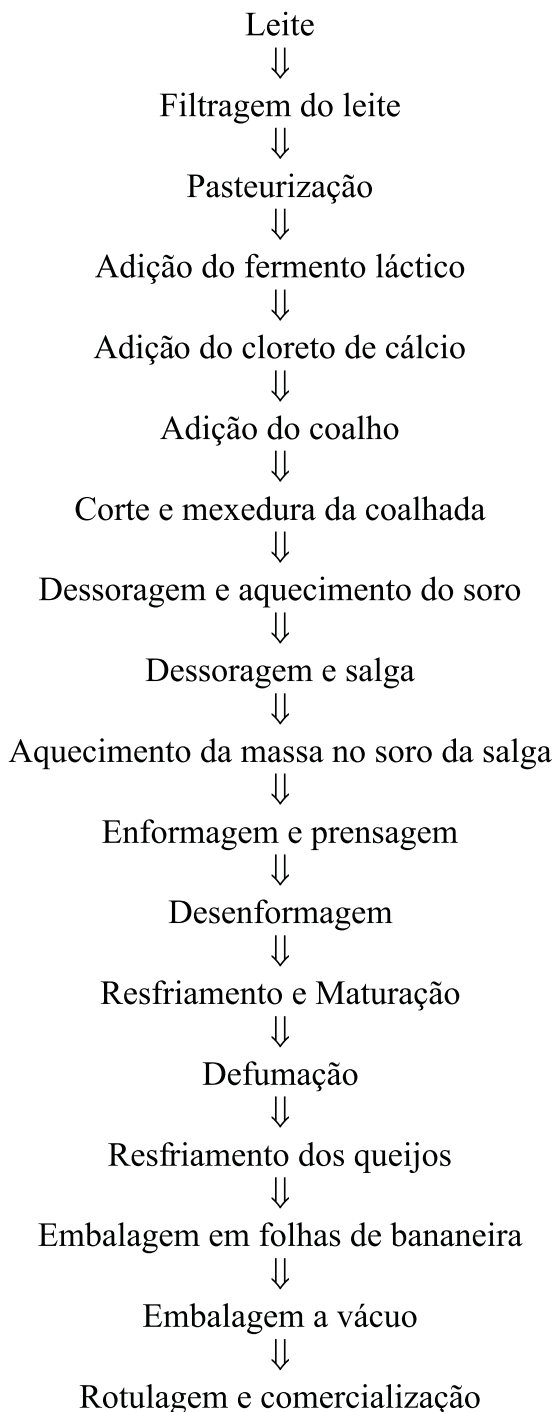 Leite
⇓
Filtragem do leite
⇓
Pasteurização
⇓
Adição do fermento láctico
⇓
Adição do cloreto de cálcio
⇓
Adição do coalho
⇓
Corte e mexedura da coalhada
⇓
Dessoragem e aquecimento do soro
⇓
Dessoragem e salga
⇓
Aquecimento da massa no soro da salga
⇓
Enformagem e prensagem
⇓
Desenformagem
⇓
Resfriamento e Maturação
⇓
Defumação
⇓
Resfriamento dos queijos
⇓
Embalagem em folhas de bananeira
⇓
Embalagem a vácuo
⇓
Rotulagem e comercialização